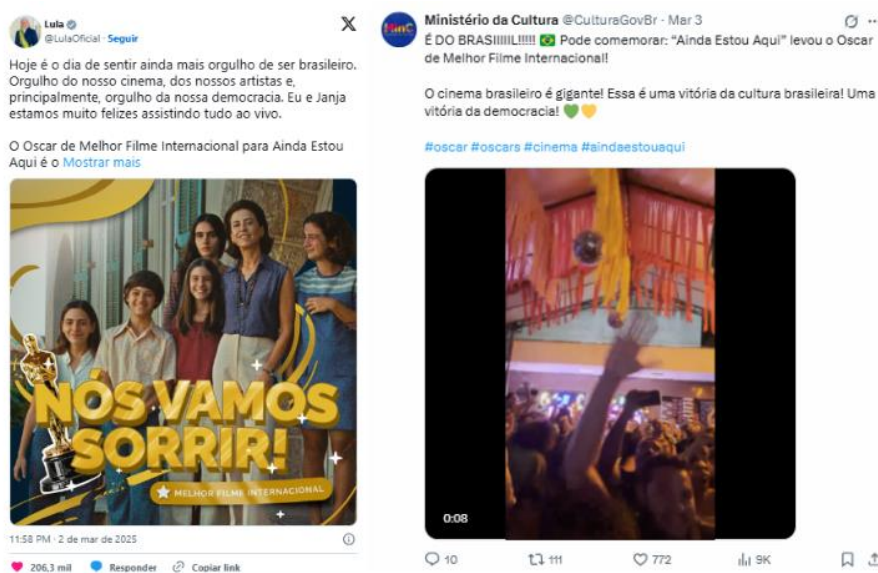 Lula
@LulaOficial · Seguir
Hoje é o dia de sentir ainda mais orgulho de ser brasileiro.
Orgulho do nosso cinema, dos nossos artistas e,
principalmente, orgulho da nossa democracia. Eu e Janja
estamos muito felizes assistindo tudo ao vivo.
O Oscar de Melhor Filme Internacional para Ainda Estou
Aqui é o Mostrar mais
NÓS VAMOS
SORRIR!
MELHOR FILME INTERNACIONAL
11:58 PM · 2 de mar de 2025
206,3 mil Responder Copiar link
MinC
Ministério da Cultura @CulturaGovBr · Mar 3
É DO BRASIIIIIL!!!!! 🇧🇷 Pode comemorar: “Ainda Estou Aqui” levou o Oscar
de Melhor Filme Internacional!
O cinema brasileiro é gigante! Essa é uma vitória da cultura brasileira! Uma
vitória da democracia! 💚💛
#oscar #oscars #cinema #aindaestouaqui
0:08
10 111 772 9K